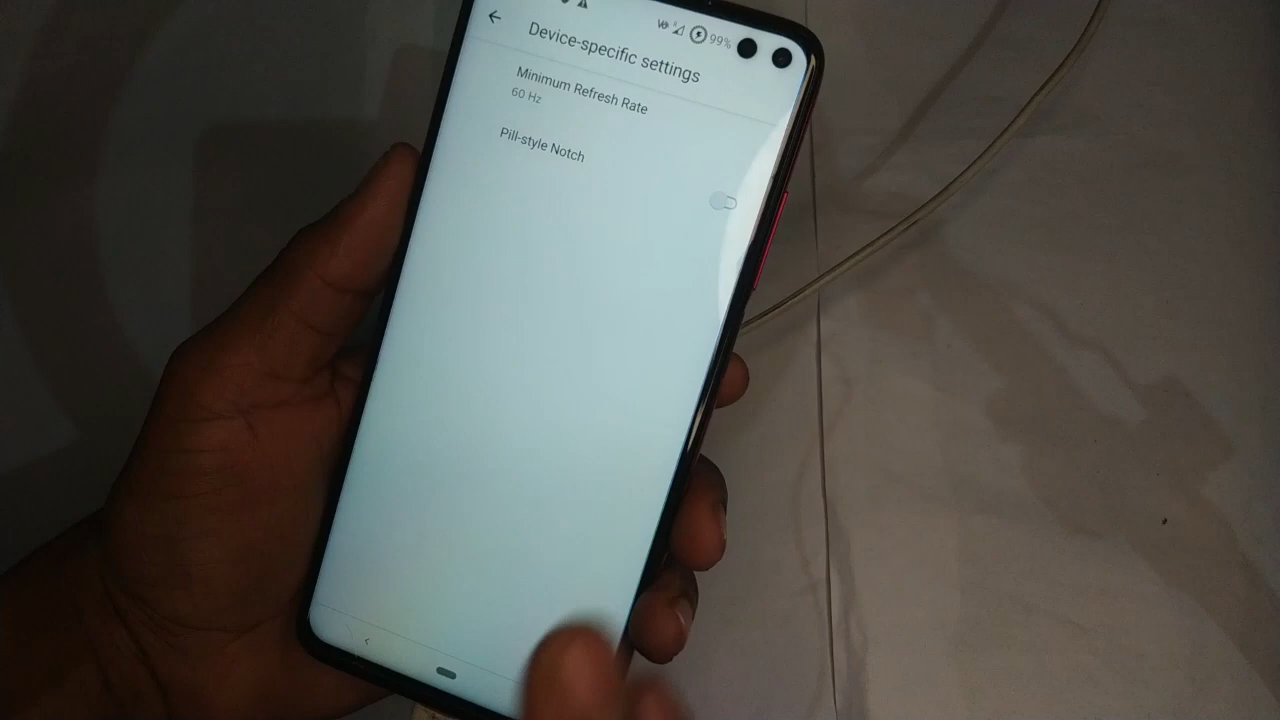 99%
Device-specific settings
Minimum Refresh Rate
60 Hz
Pill-style Notch